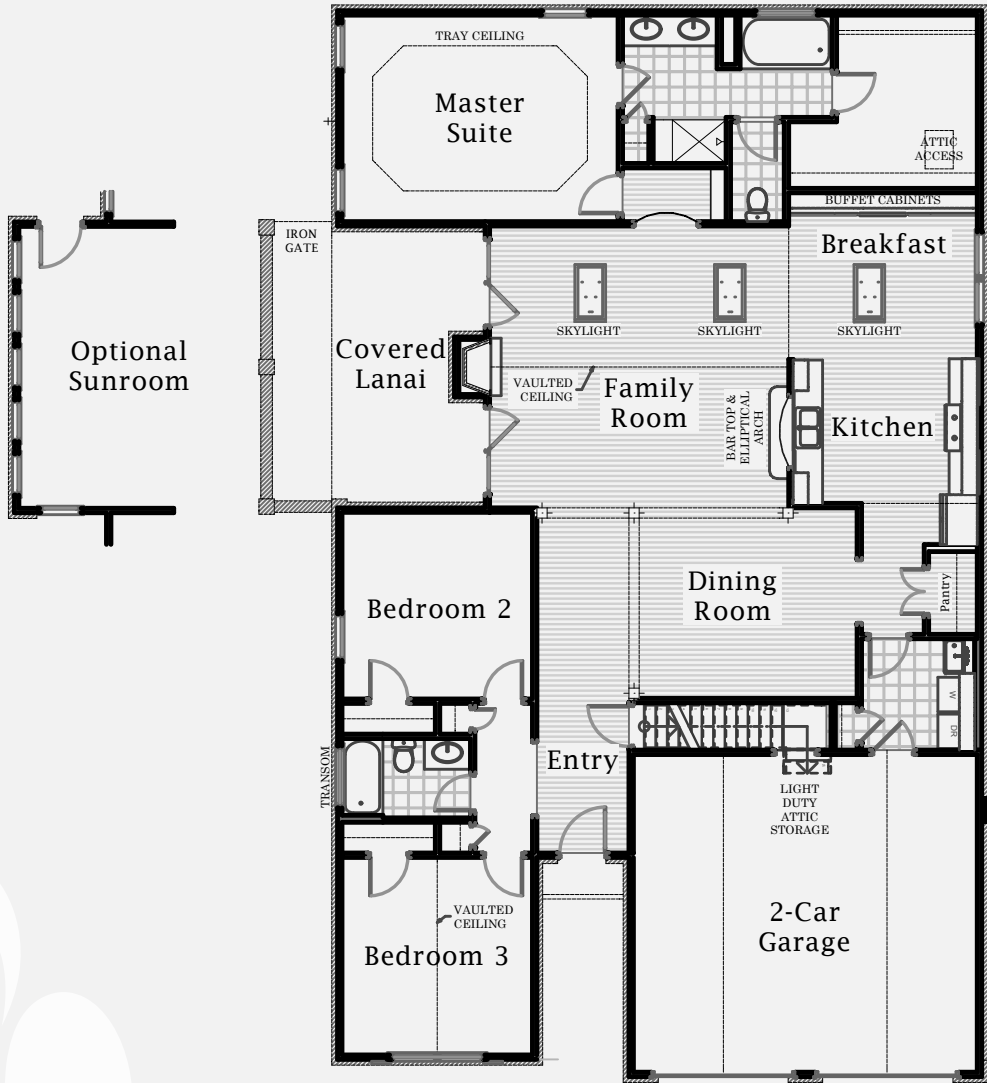 TRAY CEILING
Master
Suite
ATTIC
ACCESS
BUFFET CABINETS
IRON
GATE
Breakfast
SKYLIGHT
SKYLIGHT
SKYLIGHT
Optional
Sunroom
Covered
Lanai
VAULTED
CEILING
Family
Room
BAR TOP &
ELLIPTICAL
ARCH
Kitchen
Bedroom 2
Dining
Room
Pantry
W
DR
TRANSOM
Entry
LIGHT
DUTY
ATTIC
STORAGE
VAULTED
CEILING
Bedroom 3
2-Car
Garage